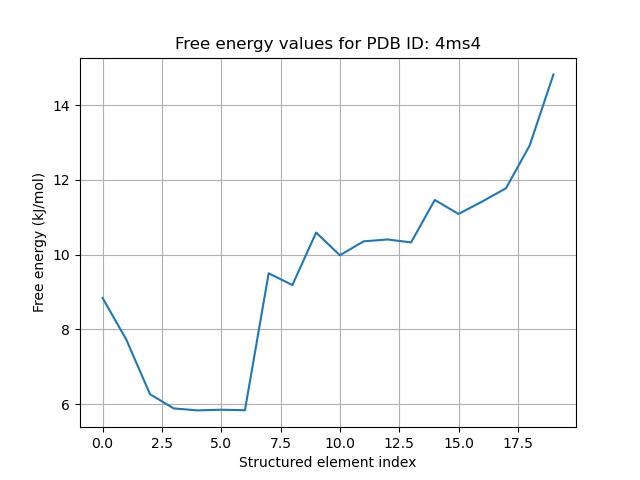 Free energy values for PDB ID: 4ms4
14
12
10
8
6
Free energy (kJ/mol)
0.0 2.5 5.0 7.5 10.0 12.5 15.0 17.5
Structured element index